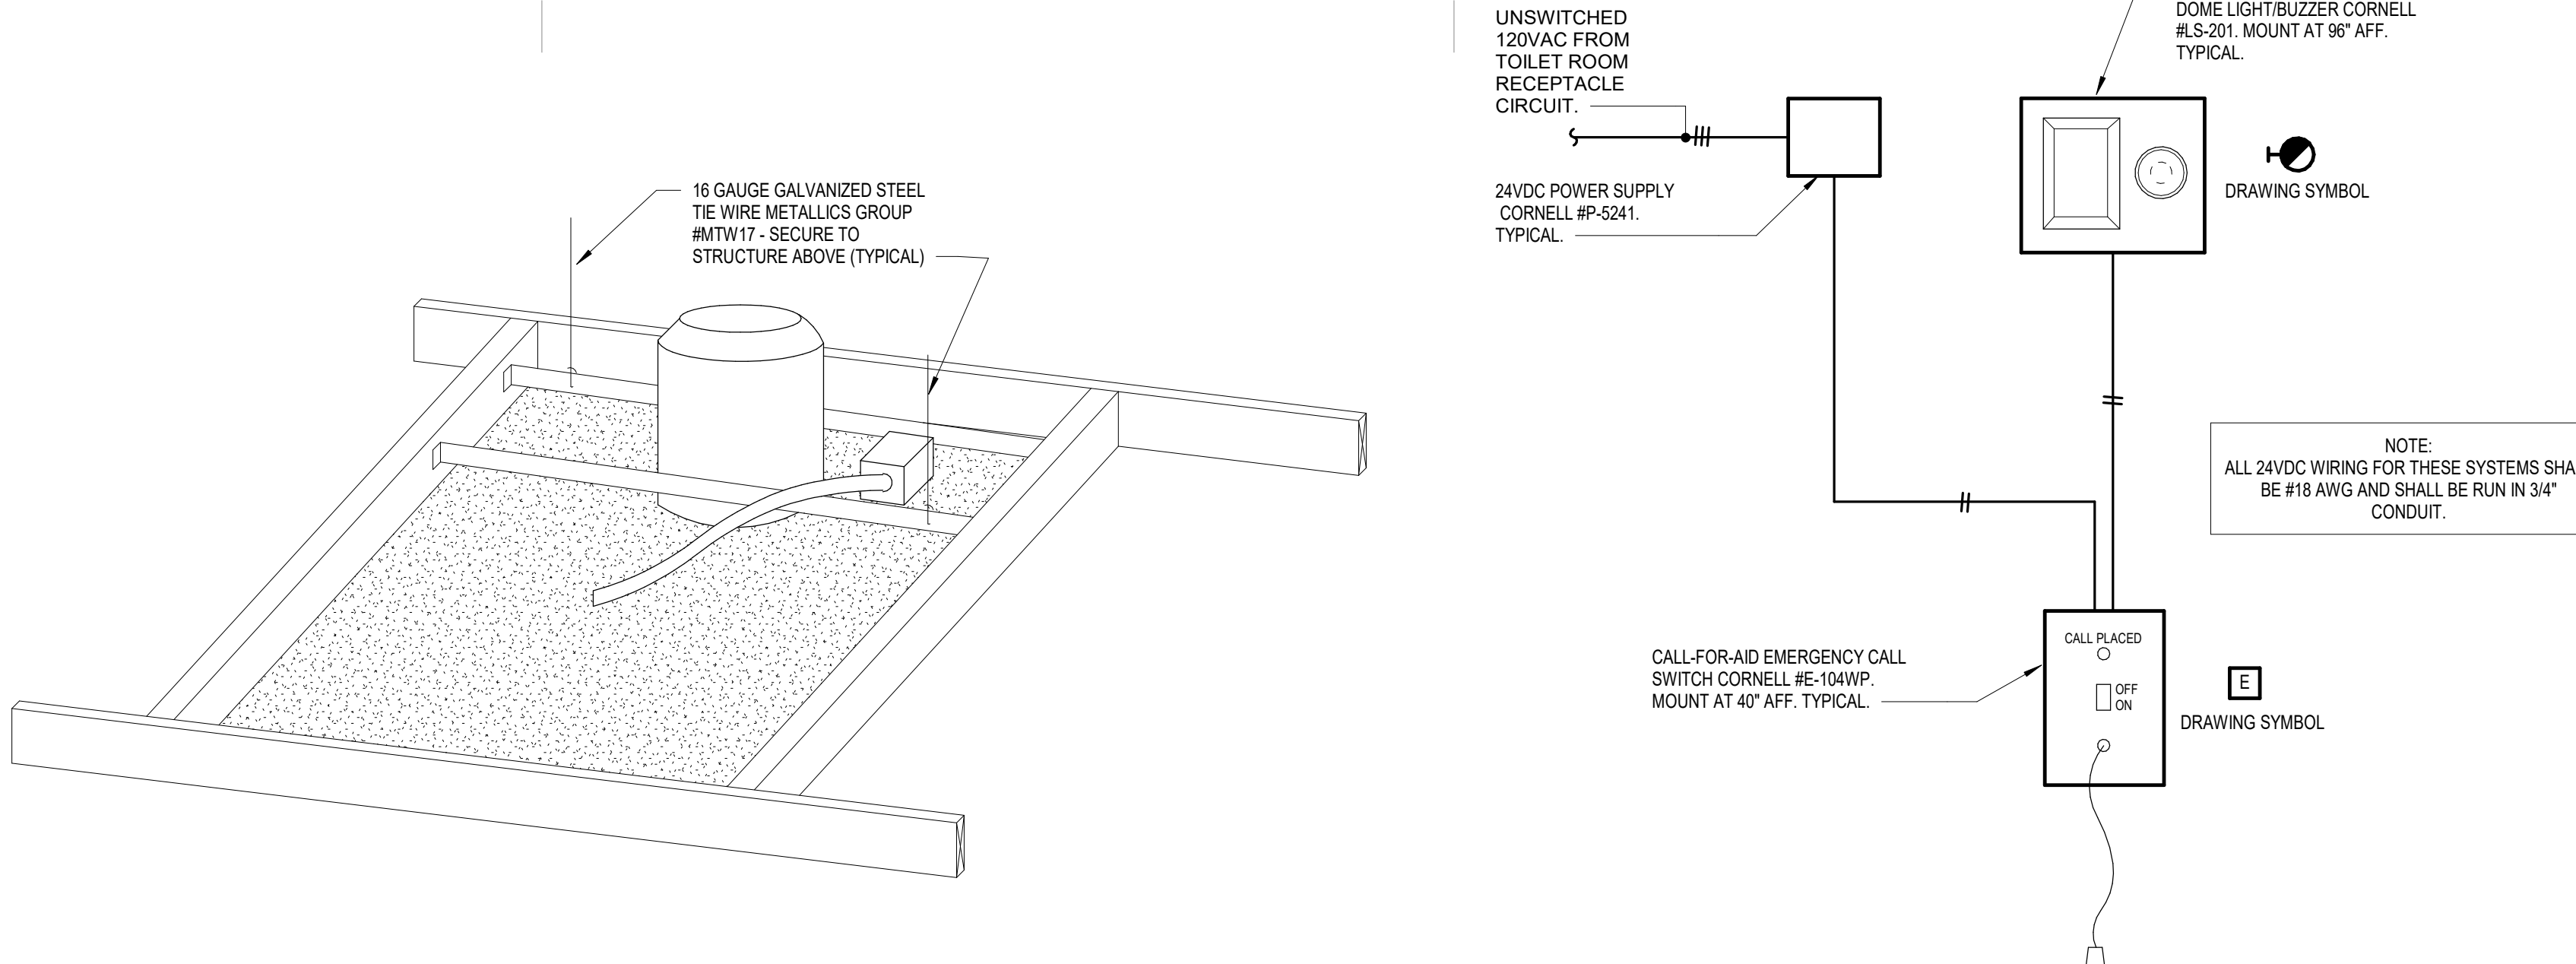 16 GAUGE GALVANIZED STEEL
TIE WIRE METALLICS GROUP
#MTW17 - SECURE TO
STRUCTURE ABOVE (TYPICAL)
UNSWITCHED
120VAC FROM
TOILET ROOM
RECEPTACLE
CIRCUIT.
24VDC POWER SUPPLY
CORNELL #P-5241.
TYPICAL.
DOME LIGHT/BUZZER CORNELL
#LS-201. MOUNT AT 96" AFF.
TYPICAL.
DRAWING SYMBOL
NOTE:
ALL 24VDC WIRING FOR THESE SYSTEMS SHA
BE #18 AWG AND SHALL BE RUN IN 3/4"
CONDUIT.
CALL-FOR-AID EMERGENCY CALL
SWITCH CORNELL #E-104WP.
MOUNT AT 40" AFF. TYPICAL.
CALL PLACED
OFF
ON
E
DRAWING SYMBOL